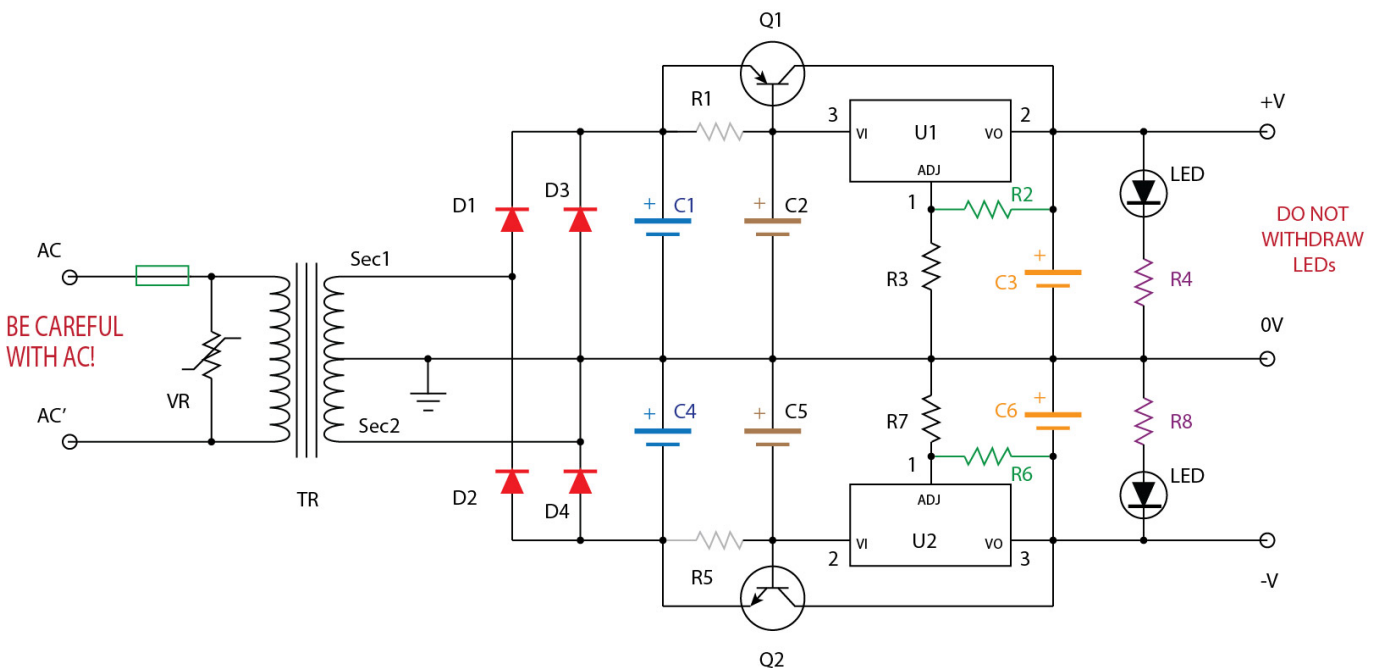 Q1
R1
3
VI
U1
VO
2
+V
ADJ
LED
D1
D3
+
C1
+
C2
1
R2
DO NOT
WITHDRAW
LEDs
AC
Sec1
R3
+
C3
R4
BE CAREFUL
WITH AC!
0V
VR
AC’
Sec2
+
C4
+
C5
R7
+
C6
R8
1
R6
D2
TR
D4
ADJ
LED
R5
2
VI
U2
VO
3
-V
Q2